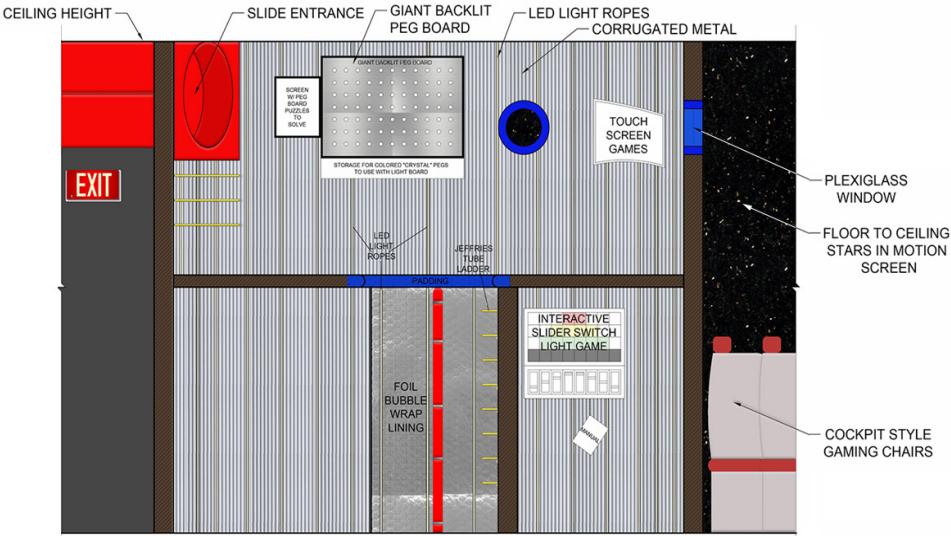 CEILING HEIGHT
SLIDE ENTRANCE
GIANT BACKLIT
PEG BOARD
LED LIGHT ROPES
CORRUGATED METAL
GIANT BACKLIT PEG BOARD
SCREEN
W/ PEG
BOARD
PUZZLES
TO
SOLVE
TOUCH
SCREEN
GAMES
STORAGE FOR COLORED "CRYSTAL" PEGS
TO USE WITH LIGHT BOARD
EXIT
PLEXIGLASS
WINDOW
FLOOR TO CEILING
STARS IN MOTION
SCREEN
LED
LIGHT
ROPES
JEFFRIES
TUBE
LADDER
PADDING
INTERACTIVE
SLIDER SWITCH
LIGHT GAME
FOIL
BUBBLE
WRAP
LINING
MANUAL
COCKPIT STYLE
GAMING CHAIRS